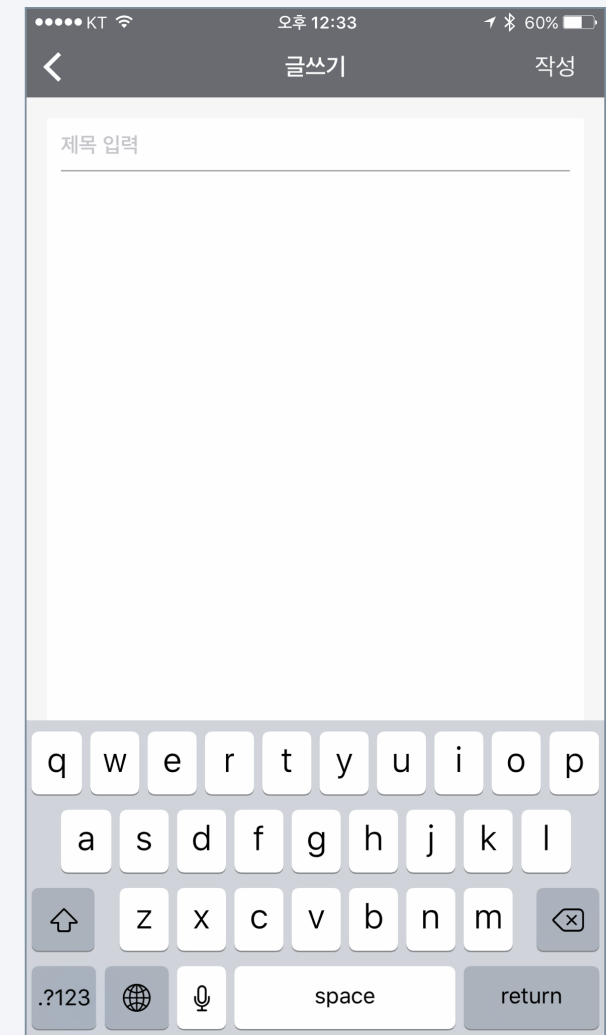 KT 오후 12:33 60%
글쓰기 작성
제목 입력
q w e r t y u i o p
a s d f g h j k l
z x c v b n m
.?123 space return